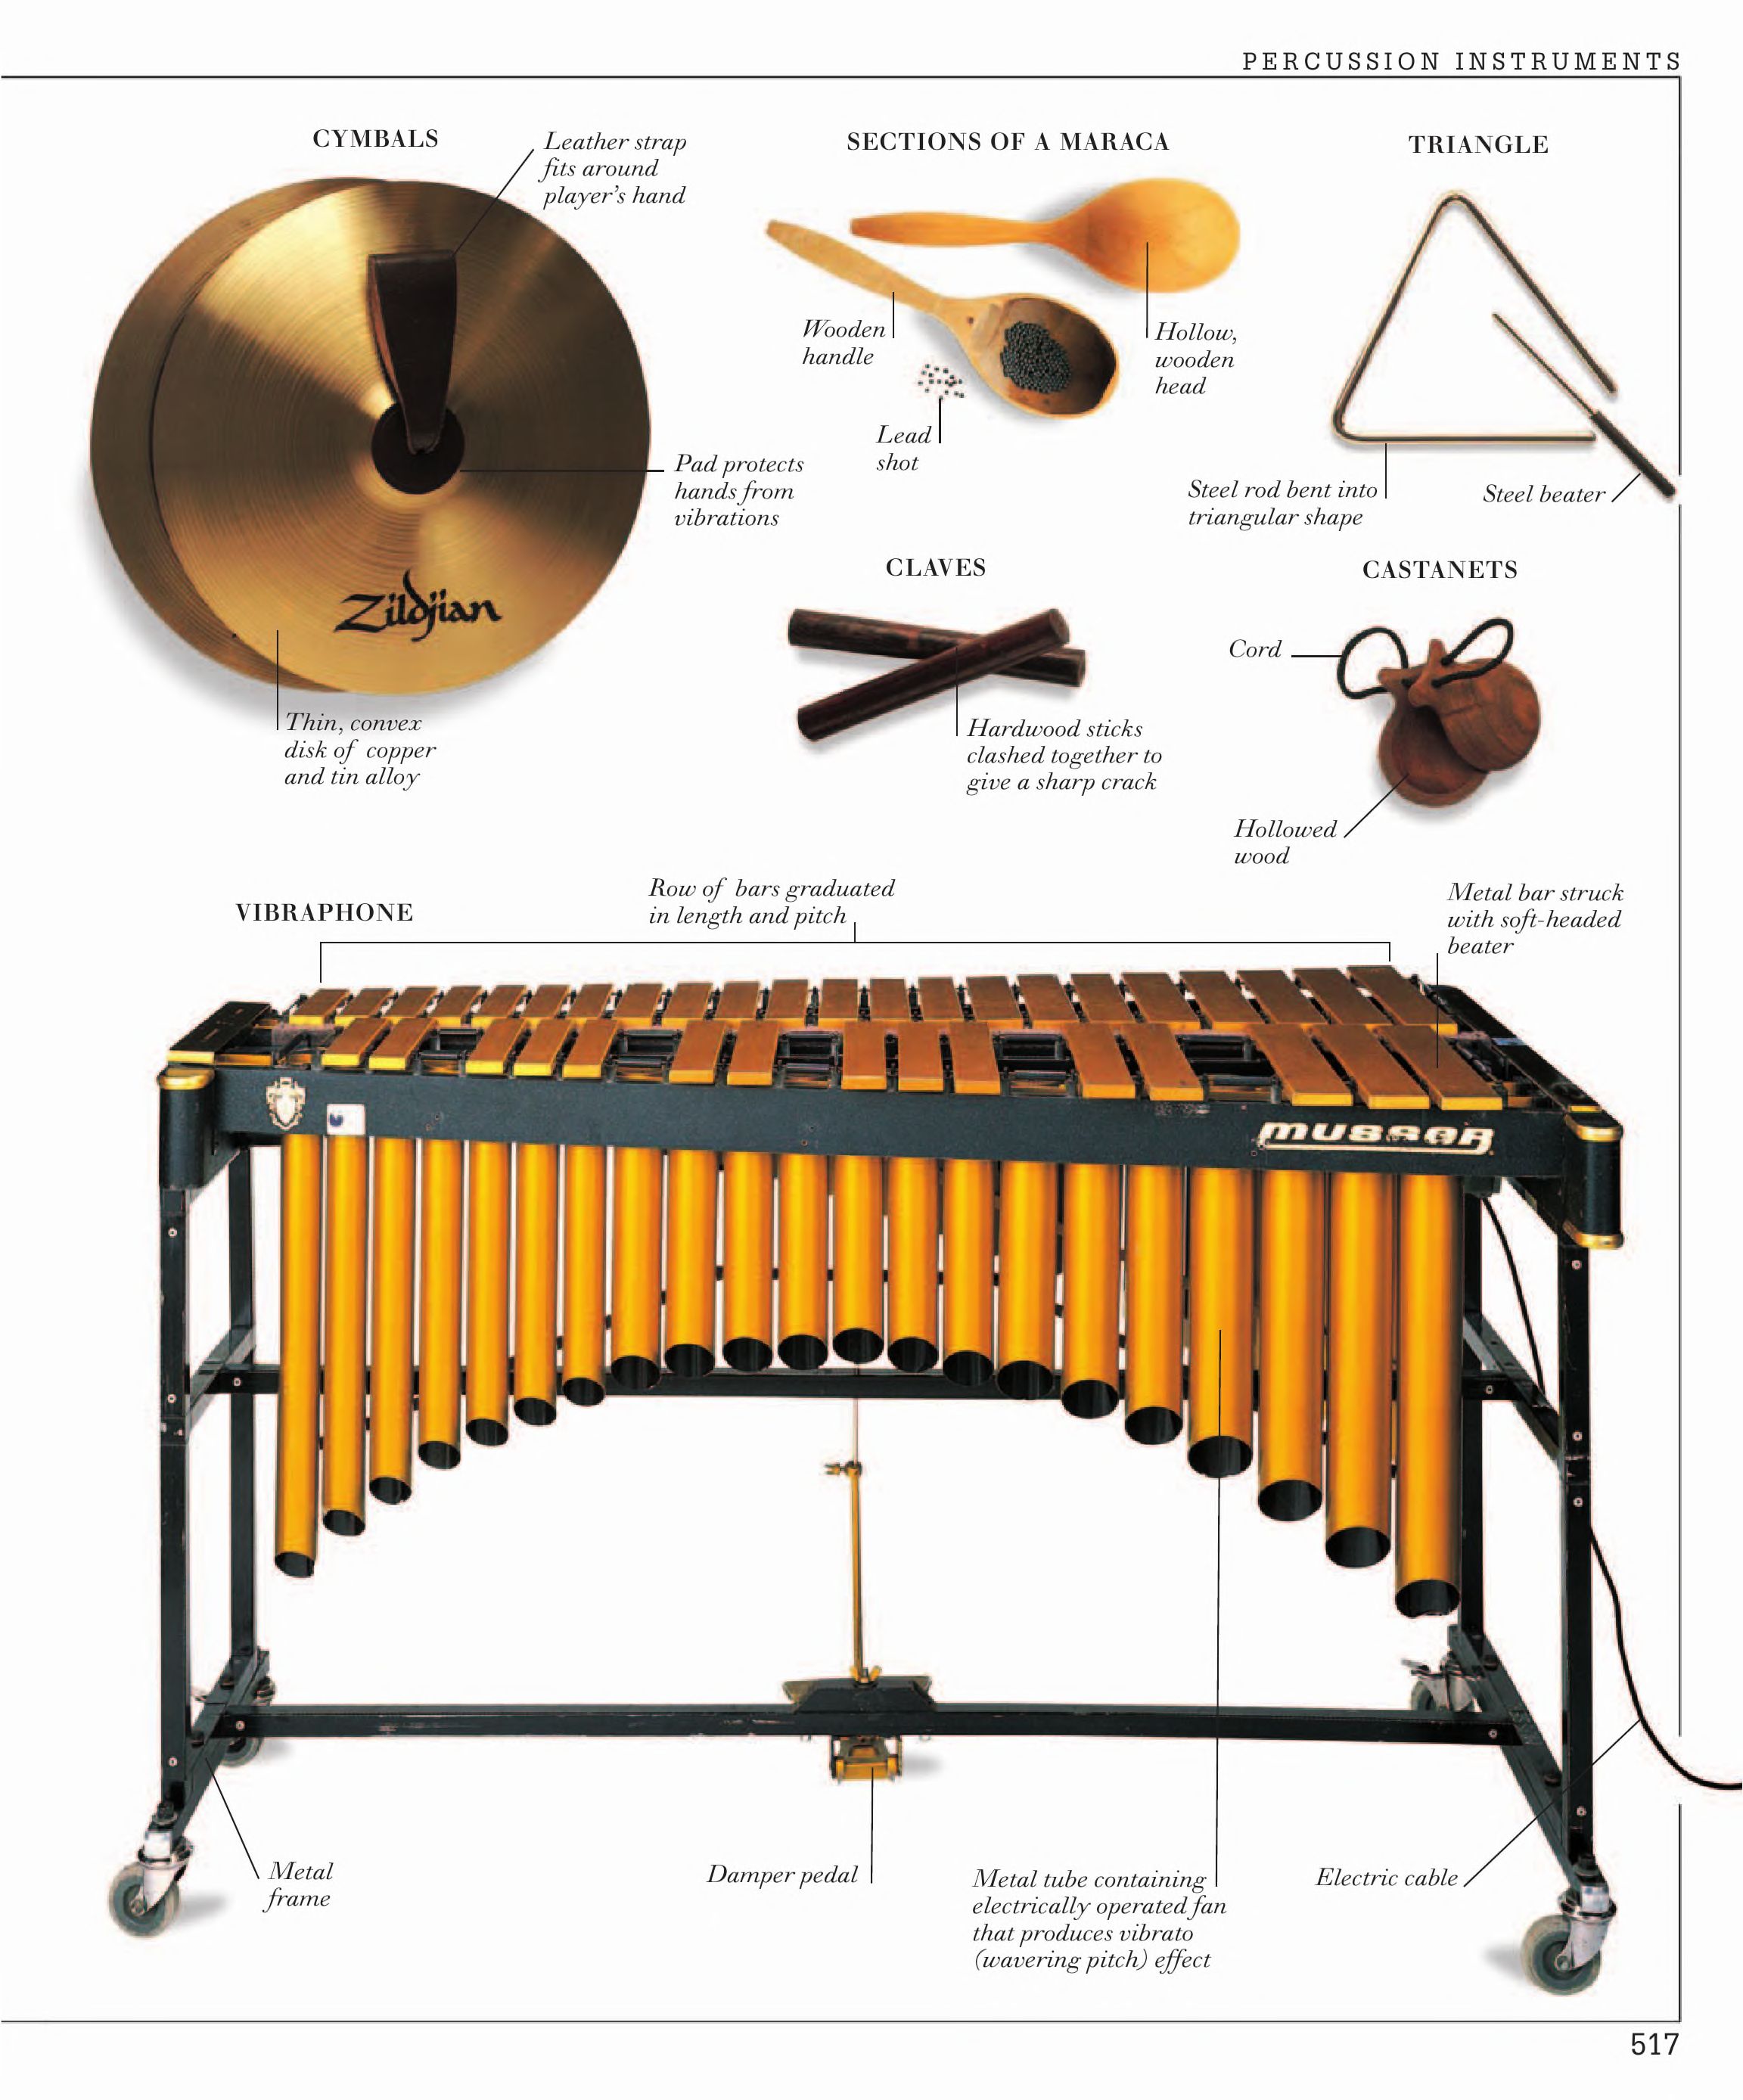 PERCUSSION INSTRUMENTS
CYMBALS
Leather strap
fits around
player's hand
Pad protects
hands from
vibrations
Zildjian
Thin, convex
disk of copper
and tin alloy
SECTIONS OF A MARACA
Wooden
handle
Hollow,
wooden
head
Lead
shot
TRIANGLE
Steel rod bent into
triangular shape
Steel beater
CLAVES
Hardwood sticks
clashed together to
give a sharp crack
CASTANETS
Cord
Hollowed
wood
VIBRAPHONE
Row of bars graduated
in length and pitch
Metal bar struck
with soft-headed
beater
musser
Metal
frame
Damper pedal
Metal tube containing
electrically operated fan
that produces vibrato
(wavering pitch) effect
Electric cable
517